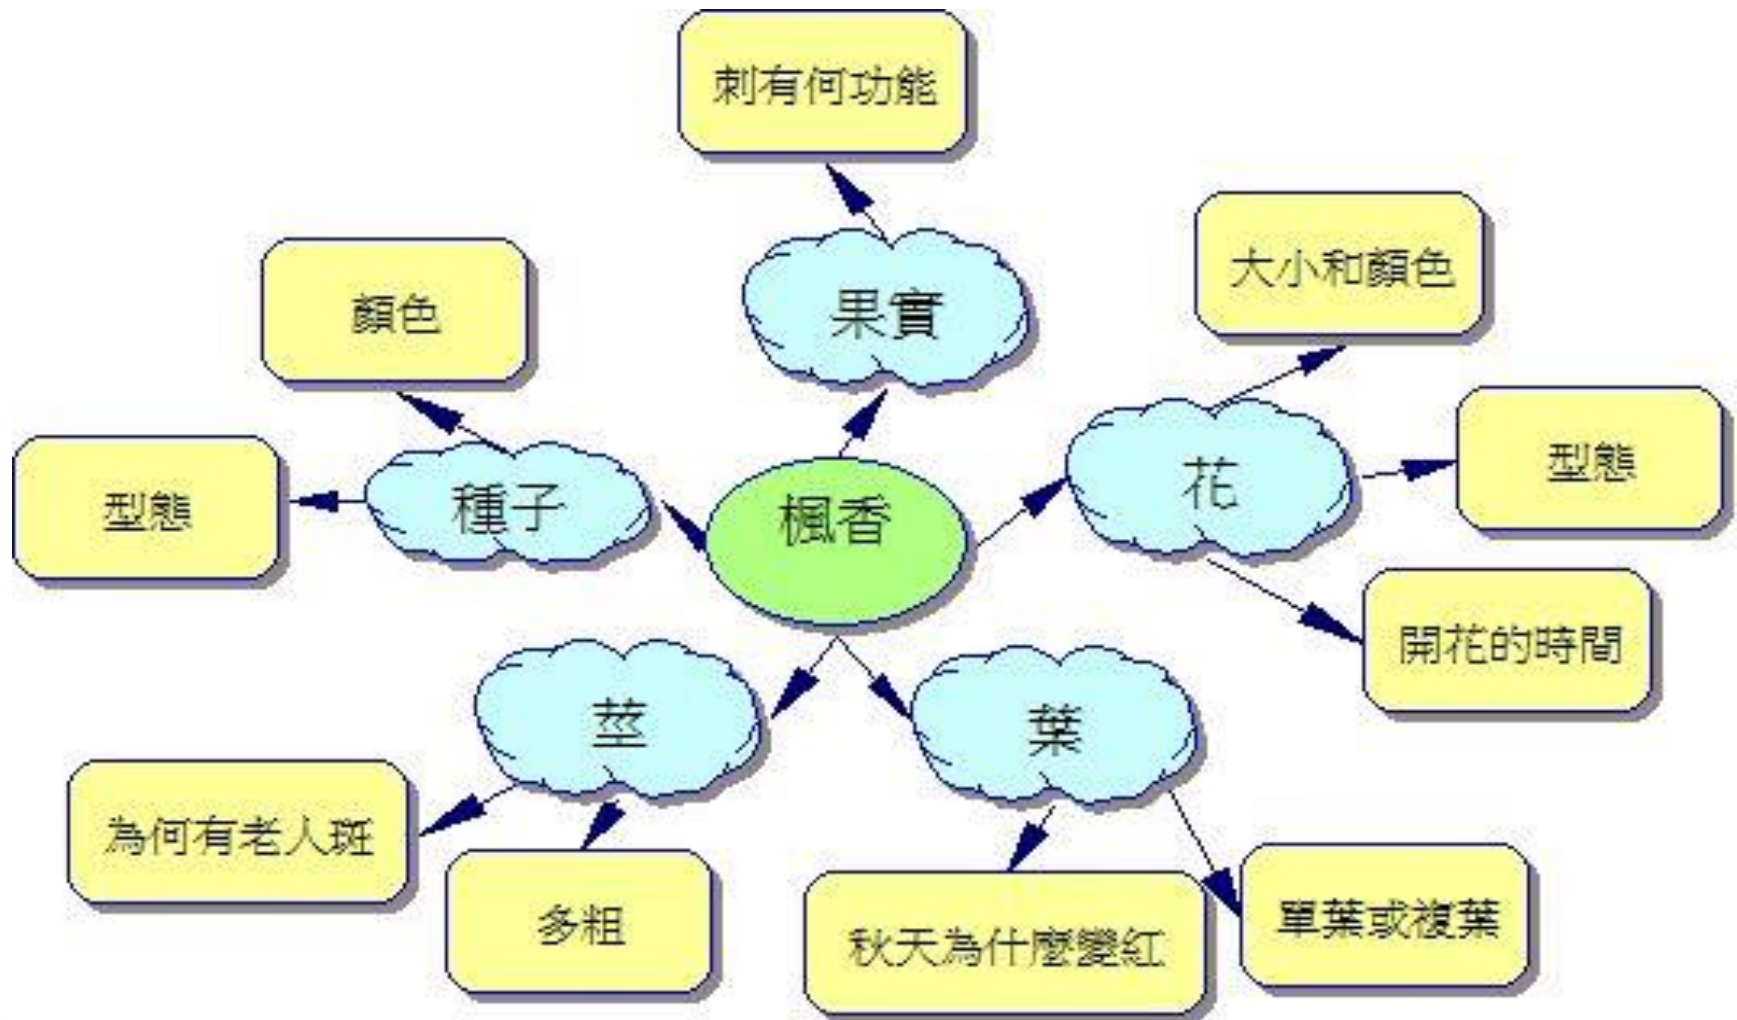 刺有何功能
大小和顏色
顏色
果實
型態
花
型態
種子
楓香
開花的時間
莖
葉
為何有老人斑
多粗
秋天為什麼變紅
單葉或複葉